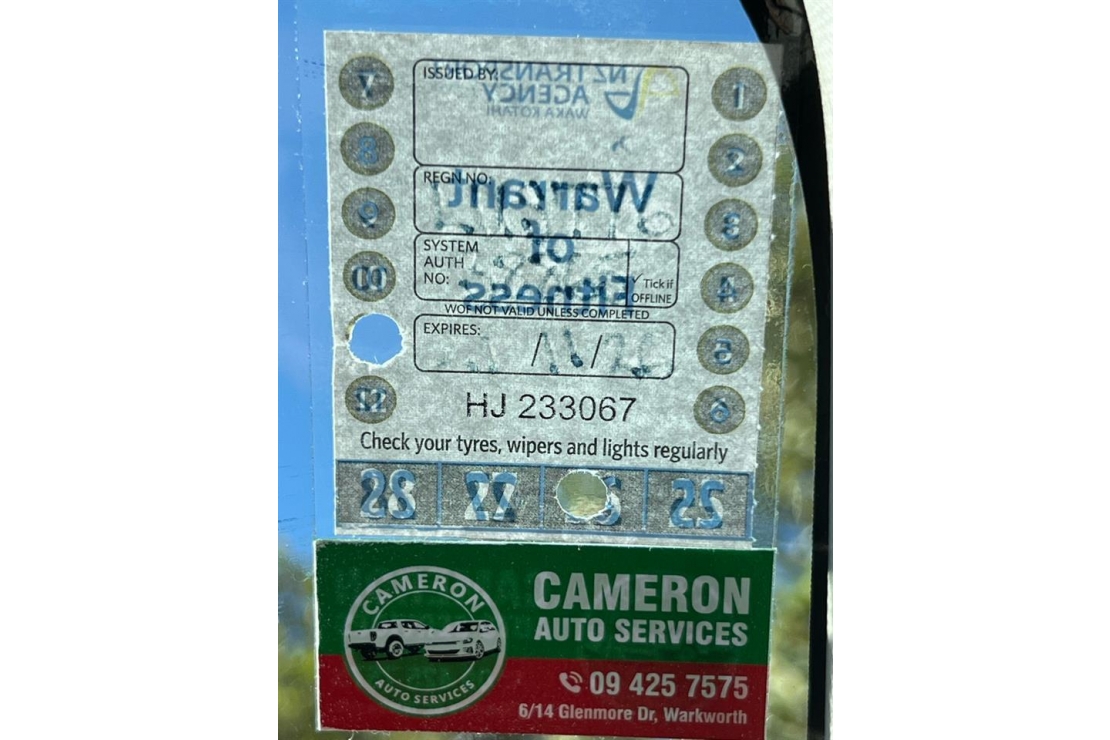 ISSUED BY:
NZ TRANSPORT
AGENCY
WAKA KOTAHI
7
1
8
2
REGN NO:
Warrant
9
3
of
SYSTEM
AUTH
NO:
10
4
Fitness
✓ Tick if
OFFLINE
WOF NOT VALID UNLESS COMPLETED
EXPIRES:
/ /
5
12
6
HJ 233067
Check your tyres, wipers and lights regularly
28 27 25
CAMERON
AUTO SERVICES
CAMERON
AUTO SERVICES
09 425 7575
6/14 Glenmore Dr, Warkworth